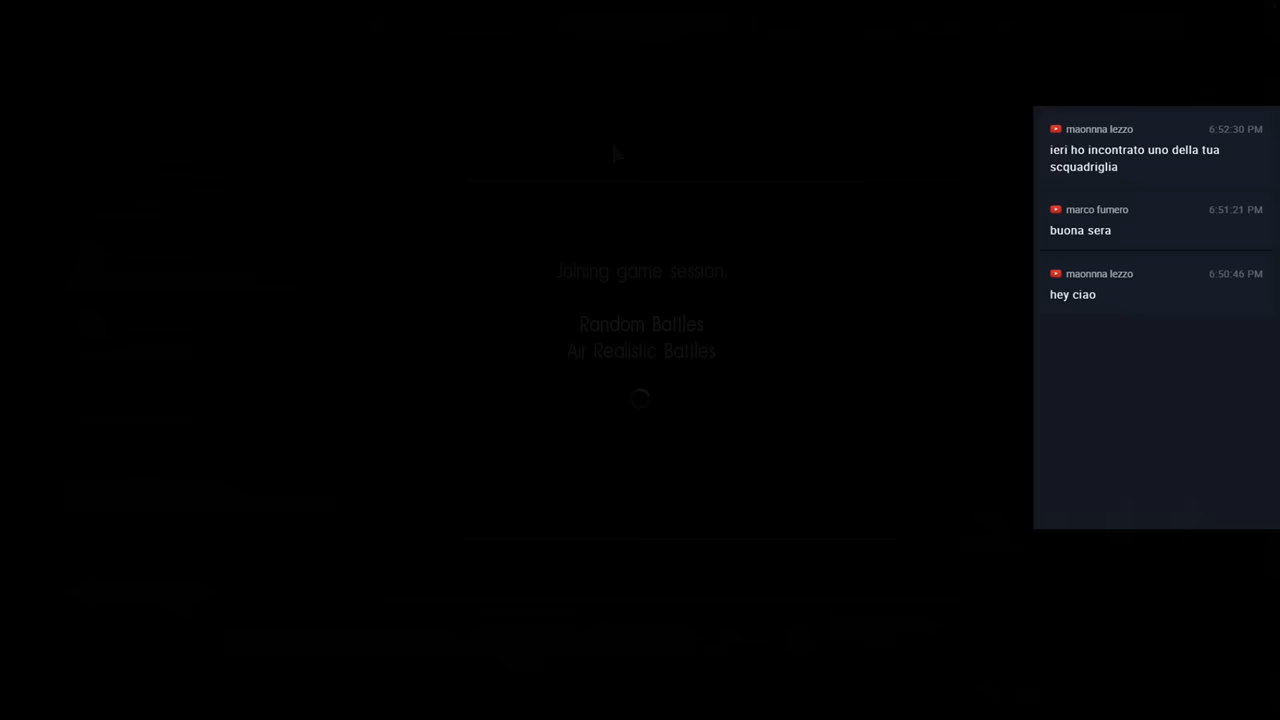 Joining game session.
Random Battles
Air Realistic Battles
maonnna lezzo 6:52:30 PM
ieri ho incontrato uno della tua
scquadriglia
marco fumero 6:51:21 PM
buona sera
maonnna lezzo 6:50:46 PM
hey ciao